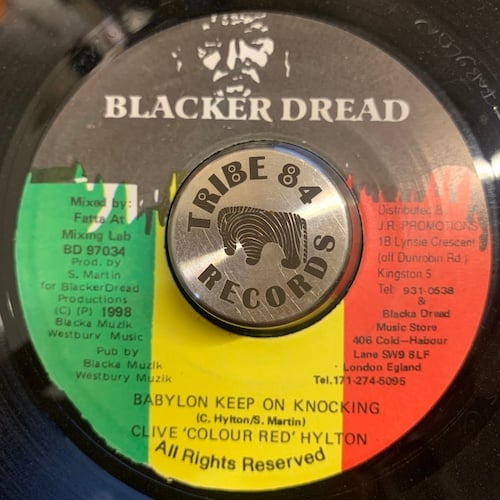 BLACKER DREAD
Mixed by:
Fatta At
Mixing Lab
BD 97034
Prod. by
S. Martin
for BlackerDread
Productions
(C) (P) 1998
Blacka Muzik
Westbury Music
Pub by
Blacka Muzik
Westbury Muzik
TRIBE 84
RECORDS
Distributed
J.R. PROMOTIONS
1B Lynsie Crescent
(off Dunrobin Rd.)
Kingston 5
Tel: 931-0538
&
Blacka Dread
Music Store
406 Cold-Habour
Lane SW9 8LF
London Egland
Tel.171-274-5095
BABYLON KEEP ON KNOCKING
(C. Hylton/S. Martin)
CLIVE 'COLOUR RED' HYLTON
All Rights Reserved